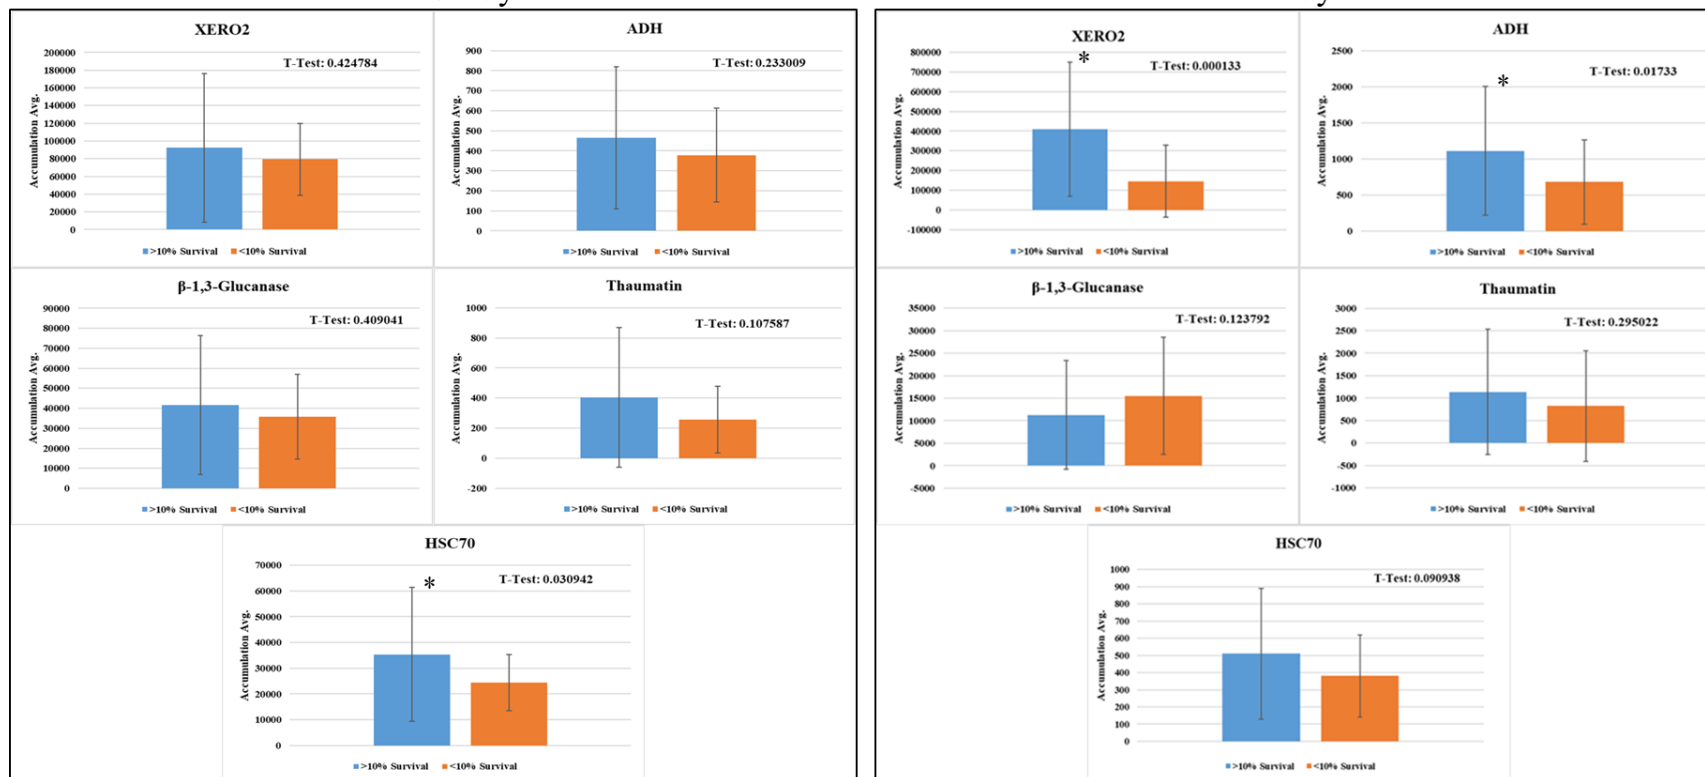 XERO2
T-Test: 0.424784
Accumulation Avg.
200000
180000
160000
140000
120000
100000
80000
60000
40000
20000
0
>10% Survival <10% Survival
ADH
T-Test: 0.233009
Accumulation Avg.
900
800
700
600
500
400
300
200
100
0
>10% Survival <10% Survival
β-1,3-Glucanase
T-Test: 0.409041
Accumulation Avg.
90000
80000
70000
60000
50000
40000
30000
20000
10000
0
>10% Survival <10% Survival
Thaumatin
T-Test: 0.107587
Accumulation Avg.
1000
800
600
400
200
0
-200
>10% Survival <10% Survival
HSC70
T-Test: 0.030942
*
Accumulation Avg.
70000
60000
50000
40000
30000
20000
10000
0
>10% Survival <10% Survival
XERO2
T-Test: 0.000133
*
Accumulation Avg.
800000
700000
600000
500000
400000
300000
200000
100000
0
-100000
>10% Survival <10% Survival
ADH
T-Test: 0.01733
*
Accumulation Avg.
2500
2000
1500
1000
500
0
>10% Survival <10% Survival
β-1,3-Glucanase
T-Test: 0.123792
Accumulation Avg.
35000
30000
25000
20000
15000
10000
5000
0
-5000
>10% Survival <10% Survival
Thaumatin
T-Test: 0.295022
Accumulation Avg.
3000
2500
2000
1500
1000
500
0
-500
-1000
>10% Survival <10% Survival
HSC70
T-Test: 0.090938
Accumulation Avg.
1000
900
800
700
600
500
400
300
200
100
0
>10% Survival <10% Survival